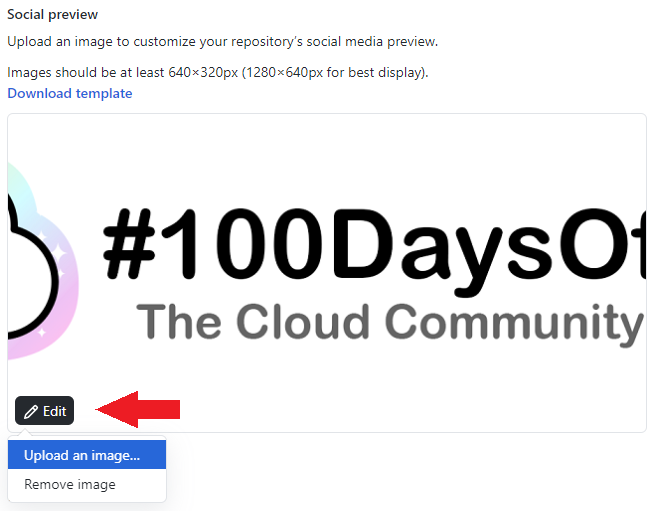 Social preview
Upload an image to customize your repository's social media preview.
Images should be at least 640×320px (1280×640px for best display).
Download template
#100DaysOf
The Cloud Community
Edit
Upload an image...
Remove image